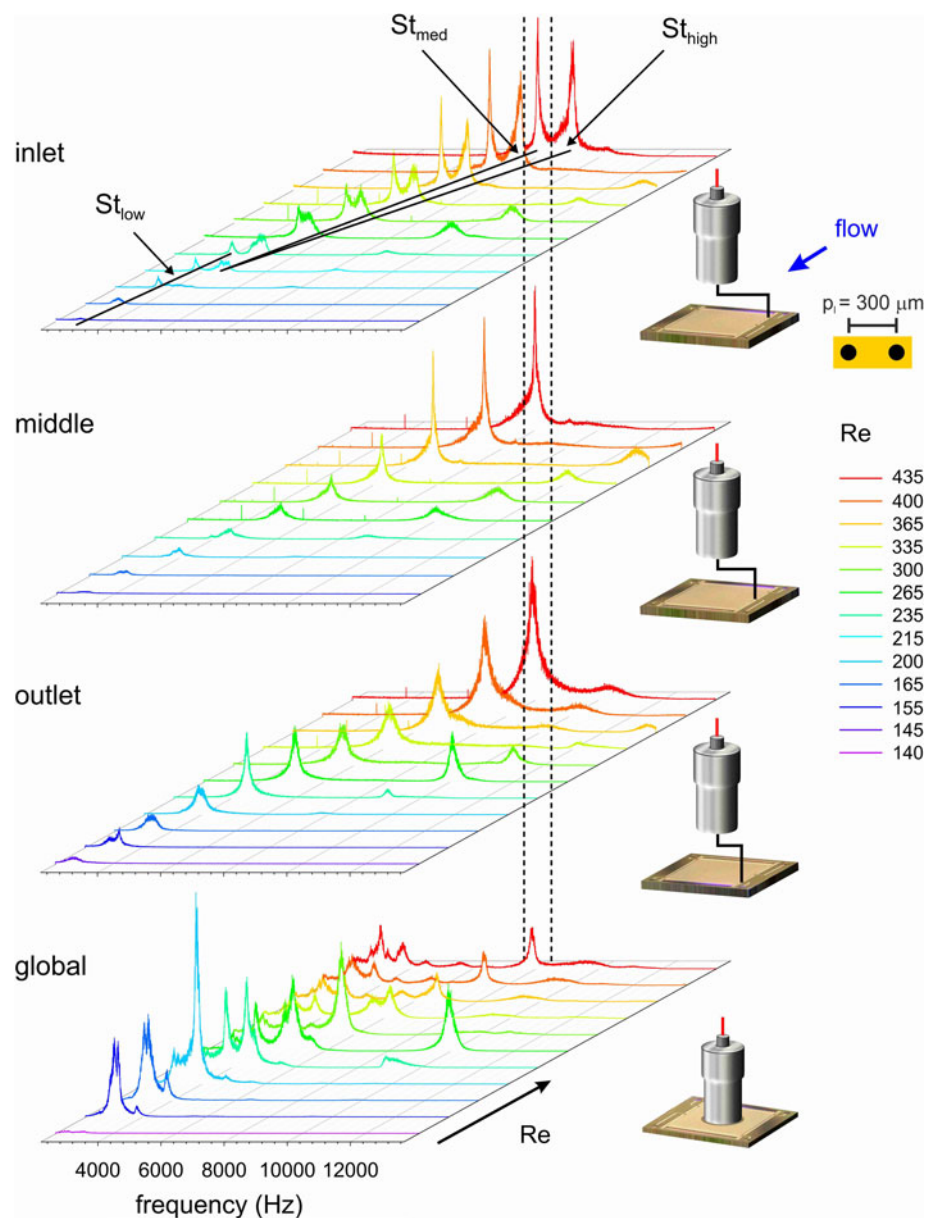 St_med
St_high
inlet
St_low
flow
p_i = 300 µm
middle
Re
435
400
365
335
300
265
235
215
200
165
155
145
140
outlet
global
Re
4000 6000 8000 10000 12000
frequency (Hz)